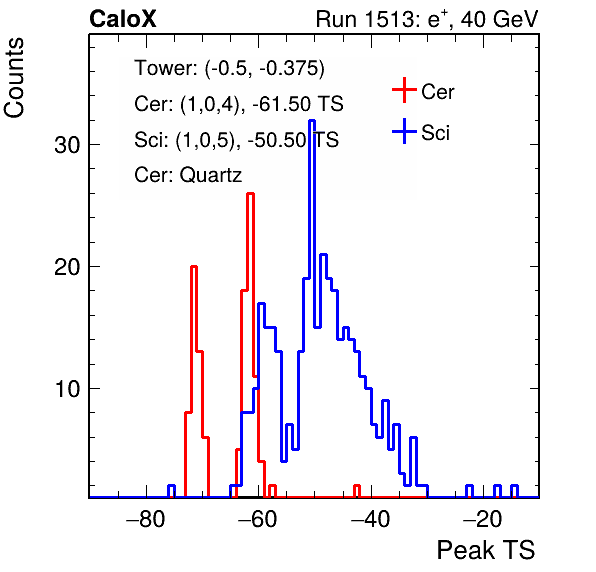 CaloX Run 1513: e⁺, 40 GeV
Counts
Tower: (-0.5, -0.375)
Cer: (1,0,4), -61.50 TS
Sci: (1,0,5), -50.50 TS
Cer: Quartz
Cer
Sci
30
20
10
−80 −60 −40 −20
Peak TS